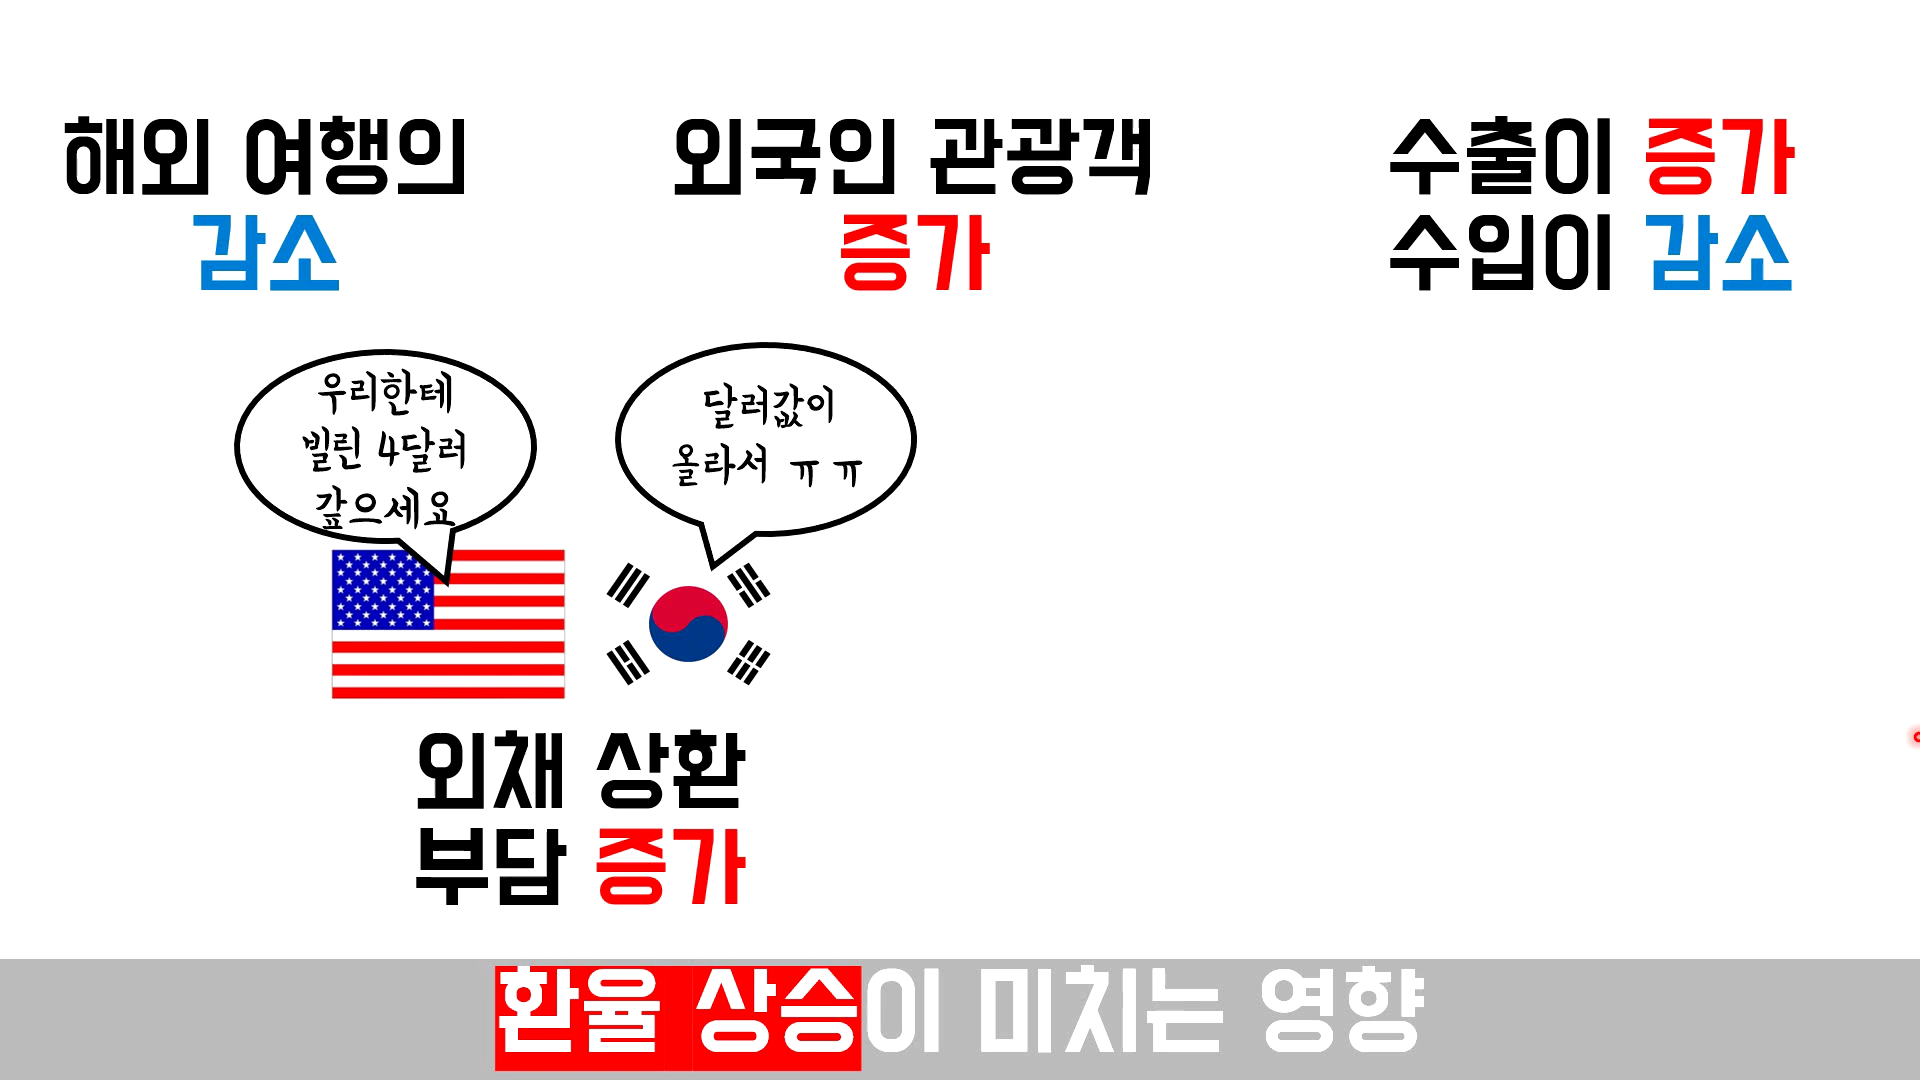 해외 여행의
감소
외국인 관광객
증가
수출이 증가
수입이 감소
우리한테
빌린 4달러
갚으세요
달러값이
올라서 ㅠㅠ
외채 상환
부담 증가
환율 상승이 미치는 영향